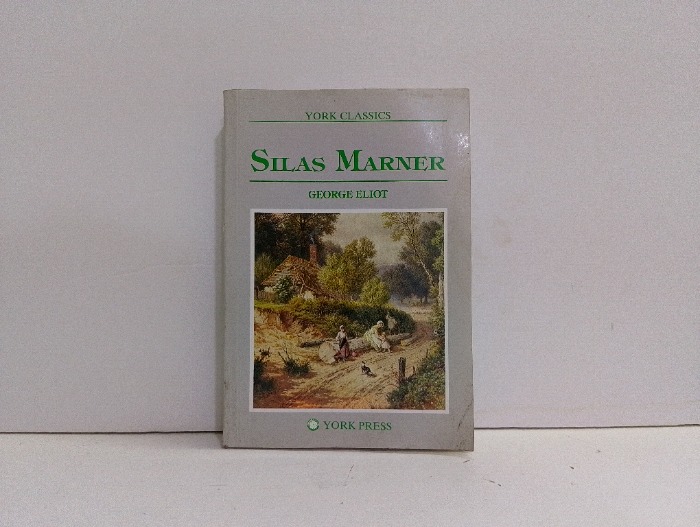 YORK CLASSICS
SILAS MARNER
GEORGE ELIOT
YORK PRESS